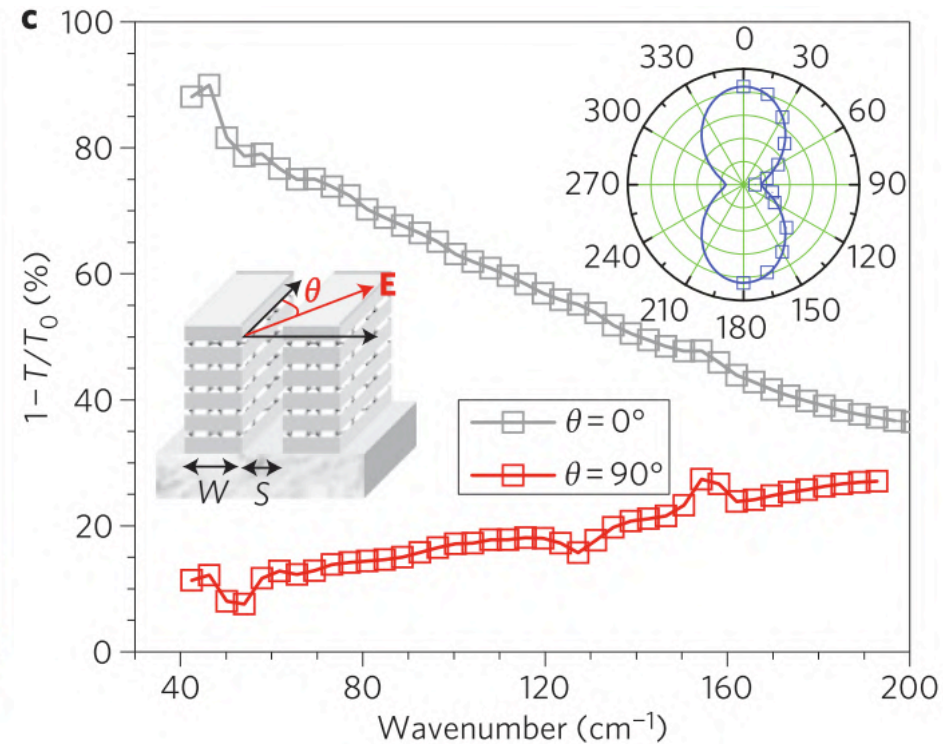 c
100
80
60
40
20
0
1 – T/T₀ (%)
40
80
120
160
200
Wavenumber (cm⁻¹)
θ = 0°
θ = 90°
θ
E
W
S
0
30
60
90
120
150
180
210
240
270
300
330